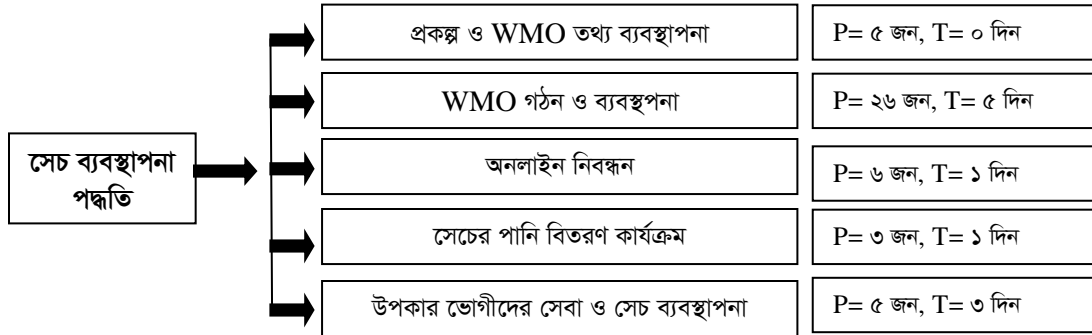 প্রকল্প ও WMO তথ্য ব্যবস্থাপনা
P= ৫ জন, T= ০ দিন
WMO গঠন ও ব্যবস্থপনা
P= ২৬ জন, T= ৫ দিন
সেচ ব্যবস্থাপনা
পদ্ধতি
অনলাইন নিবন্ধন
P= ৬ জন, T= ১ দিন
সেচের পানি বিতরণ কার্যক্রম
P= ৩ জন, T= ১ দিন
উপকার ভোগীদের সেবা ও সেচ ব্যবস্থাপনা
P= ৫ জন, T= ৩ দিন